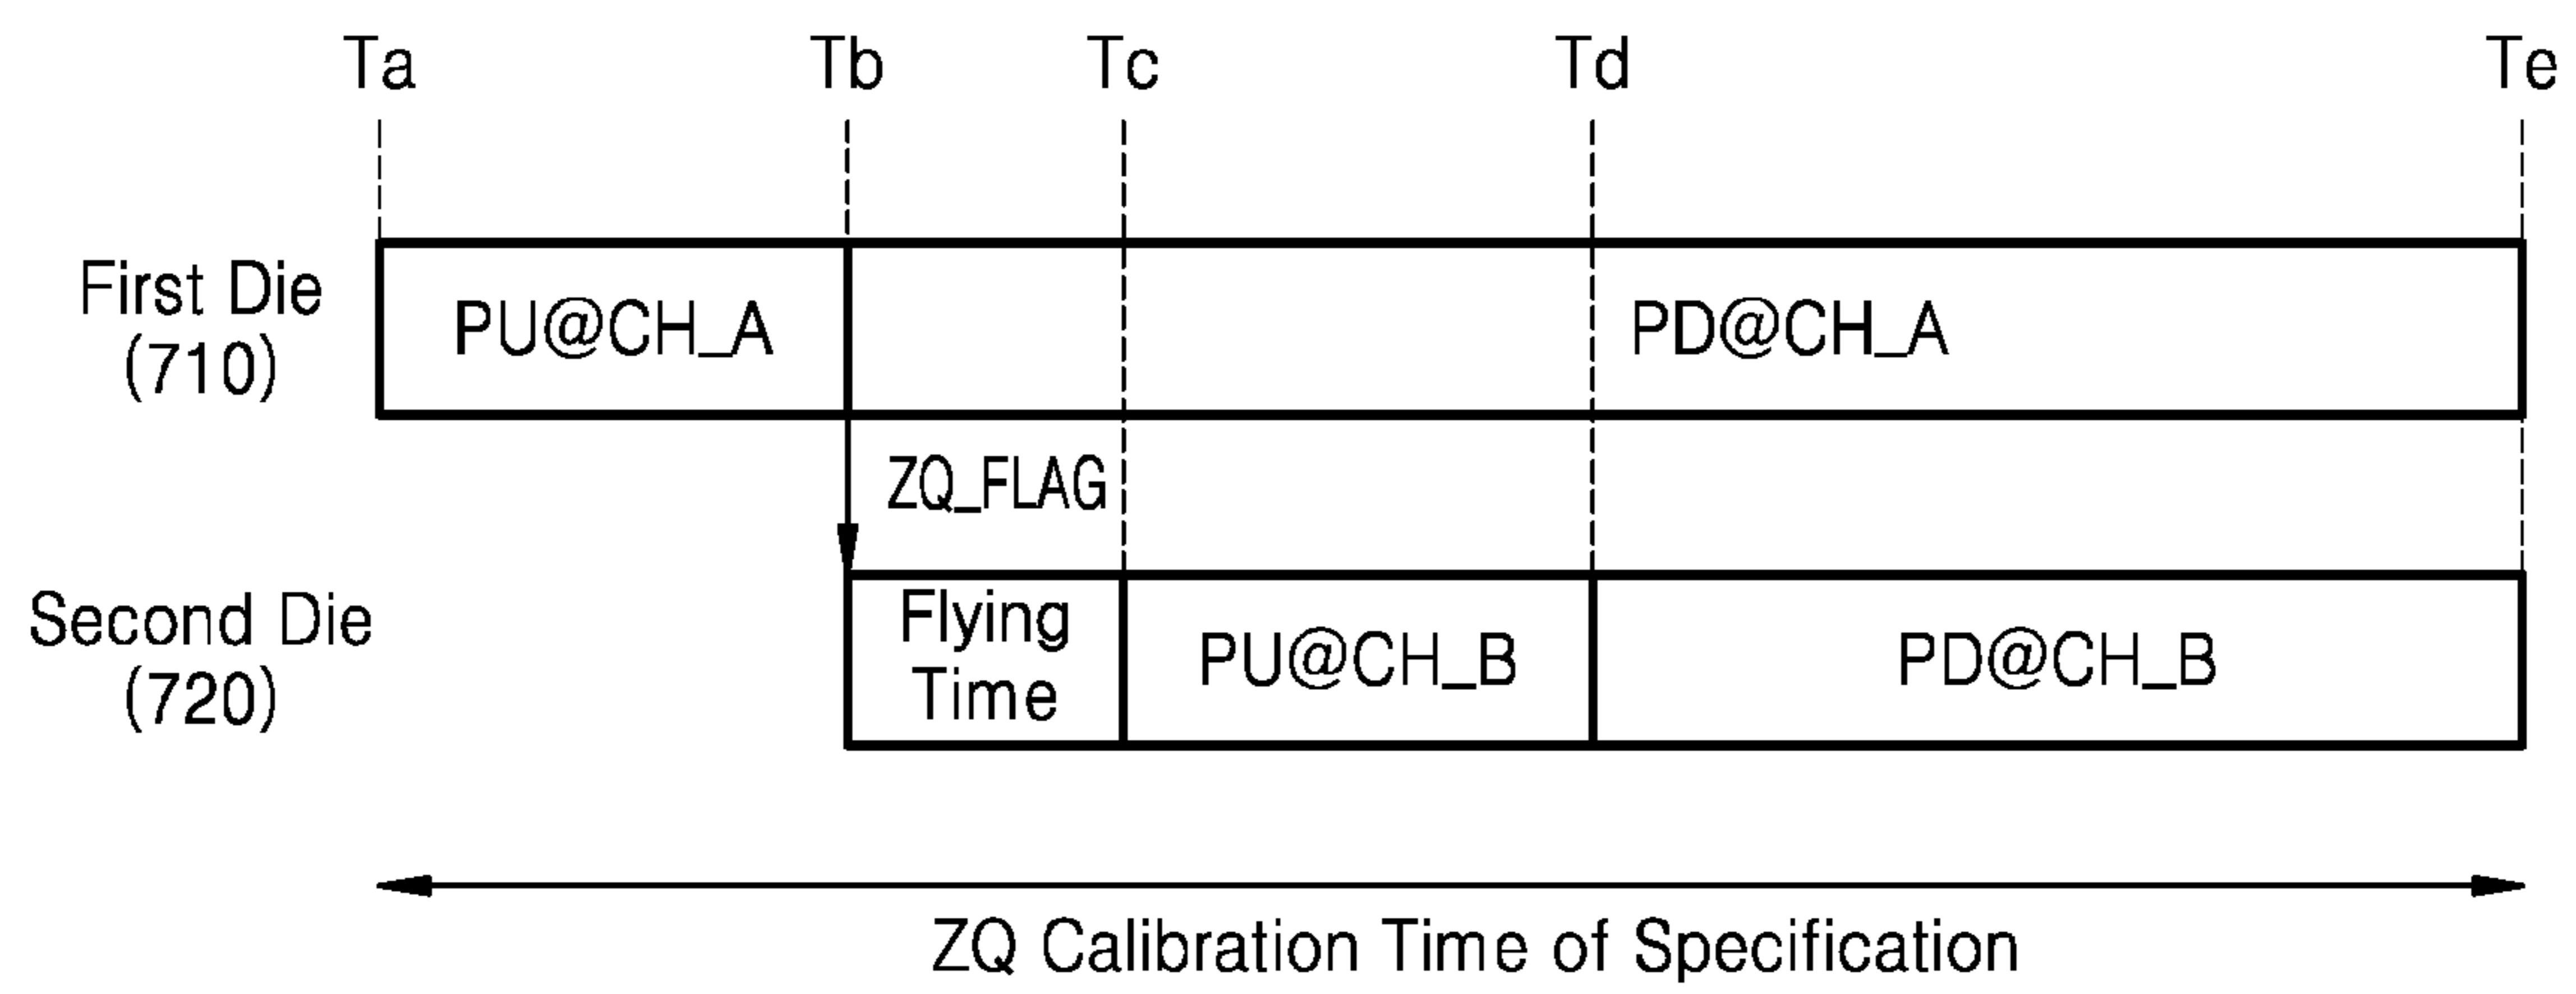 Ta Tb Tc Td Te
First Die
(710)
PU@CH_A PD@CH_A
ZQ_FLAG
Second Die
(720)
Flying
Time
PU@CH_B PD@CH_B
ZQ Calibration Time of Specification